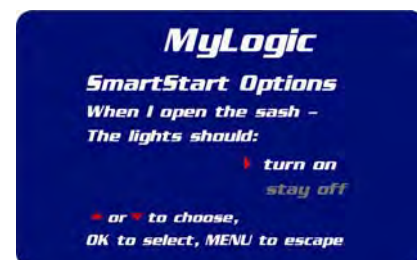 MyLogic
SmartStart Options
When I open the sash –
The lights should:
turn on
stay off
or to choose,
OK to select, MENU to escape